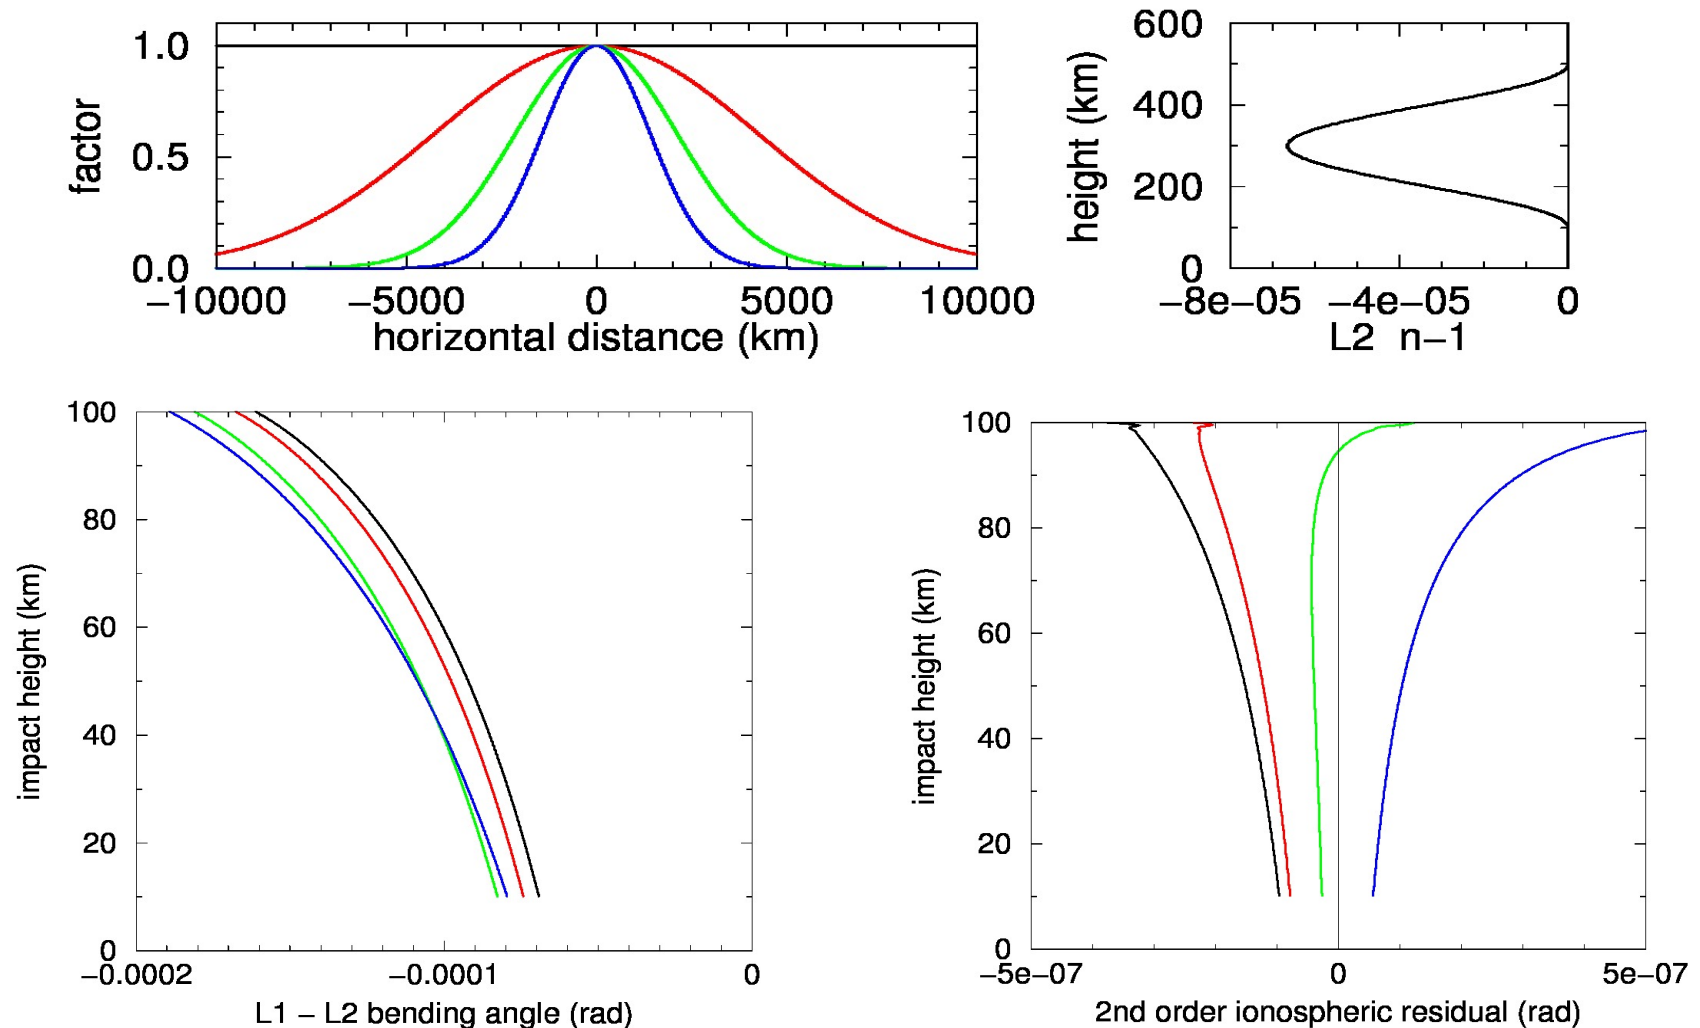 1.0
0.5
0.0
factor
−10000 −5000 0 5000 10000
horizontal distance (km)
600
400
200
0
height (km)
−8e−05 −4e−05 0
L2 n−1
100
80
60
40
20
0
impact height (km)
−0.0002 −0.0001 0
L1 − L2 bending angle (rad)
100
80
60
40
20
0
impact height (km)
−5e−07 0 5e−07
2nd order ionospheric residual (rad)